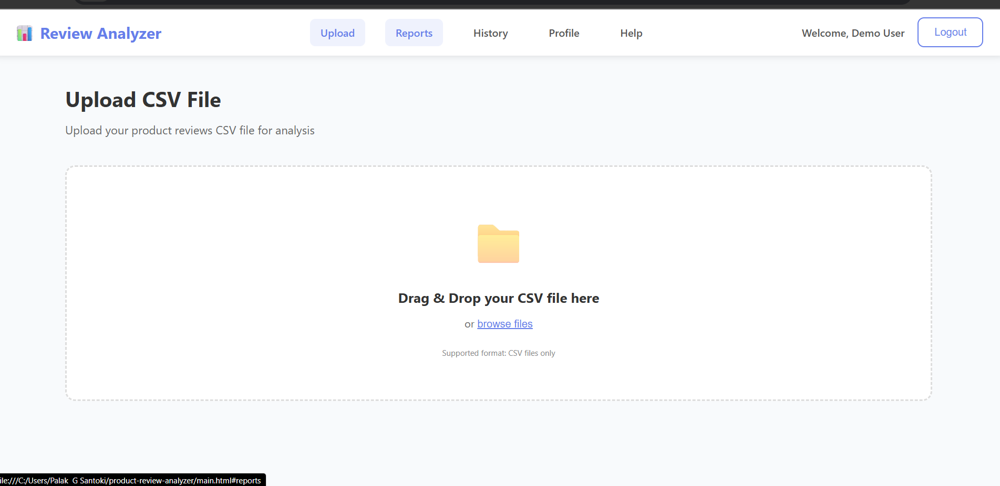 Review Analyzer
Upload Reports History Profile Help
Welcome, Demo User Logout
Upload CSV File
Upload your product reviews CSV file for analysis
Drag & Drop your CSV file here
or browse files
Supported format: CSV files only
ile:///C:/Users/Palak G Santoki/product-review-analyzer/main.html#reports